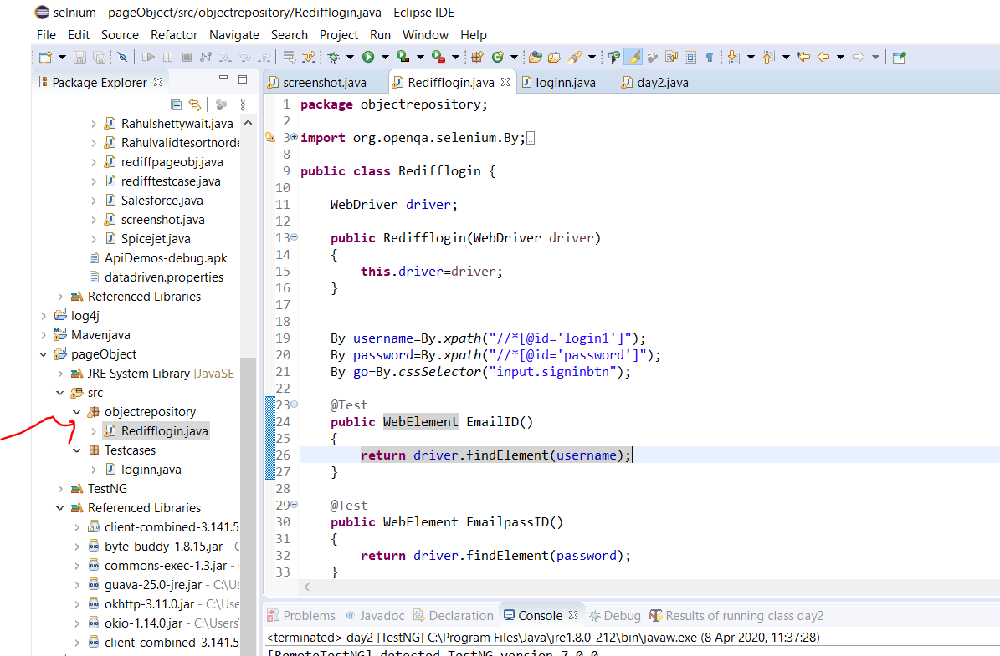 selnium - pageObject/src/objectrepository/Redifflogin.java - Eclipse IDE
File Edit Source Refactor Navigate Search Project Run Window Help
Package Explorer
Rahulshettywait.java
Rahulvalidtesortnorde
rediffpageobj.java
redifftestcase.java
Salesforce.java
screenshot.java
Spicejet.java
ApiDemos-debug.apk
datadriven.properties
Referenced Libraries
log4j
Mavenjava
pageObject
JRE System Library [JavaSE-
src
objectrepository
Redifflogin.java
Testcases
loginn.java
TestNG
Referenced Libraries
client-combined-3.141.5
byte-buddy-1.8.15.jar - C
commons-exec-1.3.jar -
guava-25.0-jre.jar - C:\Us
okhttp-3.11.0.jar - C:\Use
okio-1.14.0.jar - C:\Users
client-combined-3.141.5
screenshot.java Redifflogin.java loginn.java day2.java
1 package objectrepository;
2
3 import org.openqa.selenium.By;
8
9 public class Redifflogin {
10
11 WebDriver driver;
12
13 public Redifflogin(WebDriver driver)
14 {
15 this.driver=driver;
16 }
17
18
19 By username=By.xpath("//*[@id='login1']");
20 By password=By.xpath("//*[@id='password']");
21 By go=By.cssSelector("input.signinbtn");
22
23 @Test
24 public WebElement EmailID()
25 {
26 return driver.findElement(username);
27 }
28
29 @Test
30 public WebElement EmailpassID()
31 {
32 return driver.findElement(password);
33 }
Problems @ Javadoc Declaration Console Debug Results of running class day2
<terminated> day2 [TestNG] C:\Program Files\Java\jre1.8.0_212\bin\javaw.exe (8 Apr 2020, 11:37:28)
[RemoteTestNG] detected TestNG version 7.0.0